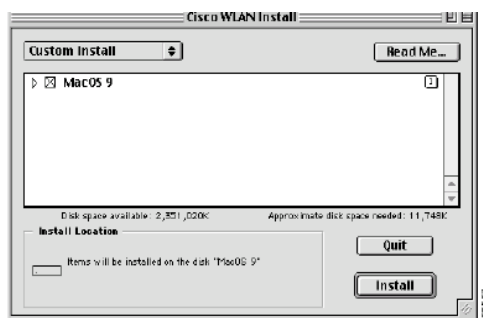 Cisco WLAN Install
Custom Install
Read Me...
MacOS 9
Disk space available: 2,351,020K
Approximate disk space needed: 11,748K
Install Location
Items will be installed on the disk "MacOS 9"
Quit
Install